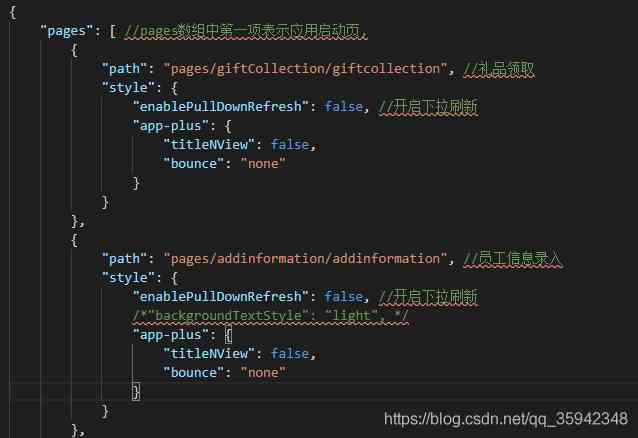 {
"pages": [ //pages数组中第一项表示应用启动页,
{
"path": "pages/giftCollection/giftcollection", //礼品领取
"style": {
"enablePullDownRefresh": false, //开启下拉刷新
"app-plus": {
"titleNView": false,
"bounce": "none"
}
}
},
{
"path": "pages/addinformation/addinformation", //员工信息录入
"style": {
"enablePullDownRefresh": false, //开启下拉刷新
/*"backgroundTextStyle": "light", */
"app-plus": {
"titleNView": false,
"bounce": "none"
}
}
},
https://blog.csdn.net/qq_35942348